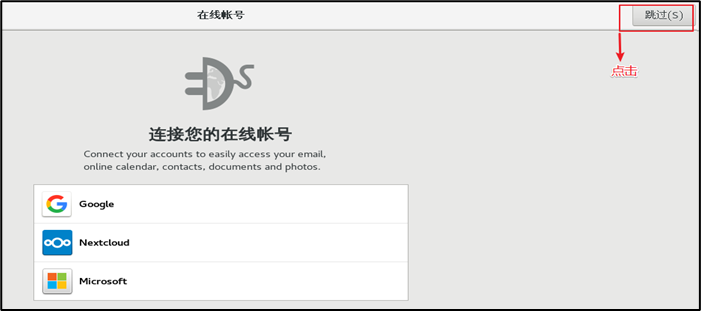 在线帐号
跳过(S)
点击
连接您的在线帐号
Connect your accounts to easily access your email,
online calendar, contacts, documents and photos.
Google
Nextcloud
Microsoft